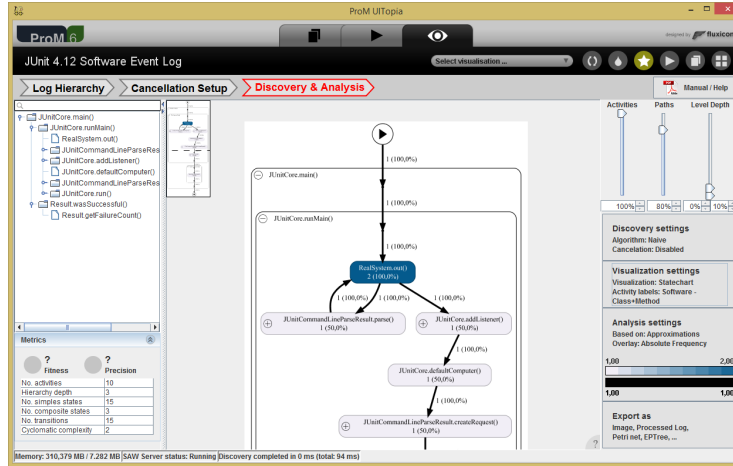 ProM UITopia
ProM 6
designed by fluxicon
JUnit 4.12 Software Event Log
Select visualisation ...
Log Hierarchy
Cancellation Setup
Discovery & Analysis
Manual / Help
JUnitCore.main()
JUnitCore.runMain()
RealSystem.out()
JUnitCommandLineParseRes
JUnitCore.addListener()
JUnitCore.defaultComputer()
JUnitCommandLineParseRes
JUnitCore.run()
Result.wasSuccessful()
Result.getFailureCount()
Metrics
?
Fitness
?
Precision
No. activities 10
Hierarchy depth 3
No. simples states 15
No. composite states 3
No. transitions 15
Cyclomatic complexity 2
1 (100,0%)
JUnitCore.main()
1 (100,0%)
JUnitCore.runMain()
1 (100,0%)
RealSystem.out()
2 (100,0%)
1 (100,0%) 1 (100,0%) 1 (100,0%)
JUnitCommandLineParseResult.parse()
1 (50,0%)
JUnitCore.addListener()
1 (50,0%)
1 (100,0%)
JUnitCore.defaultComputer()
1 (50,0%)
1 (100,0%)
JUnitCommandLineParseResult.createRequest()
1 (50,0%)
?
Activities Paths Level Depth
100% 80% 0% 10%
Discovery settings
Algorithm: Naive
Cancelation: Disabled
Visualization settings
Visualization: Statechart
Activity labels: Software -
Class+Method
Analysis settings
Based on: Approximations
Overlay: Absolute Frequency
1,00 2,00
1,00 1,00
Export as
Image, Processed Log,
Petri net, EPTree, ...
Memory: 310,379 MB / 7.282 MB SAW Server status: Running Discovery completed in 0 ms (total: 94 ms)